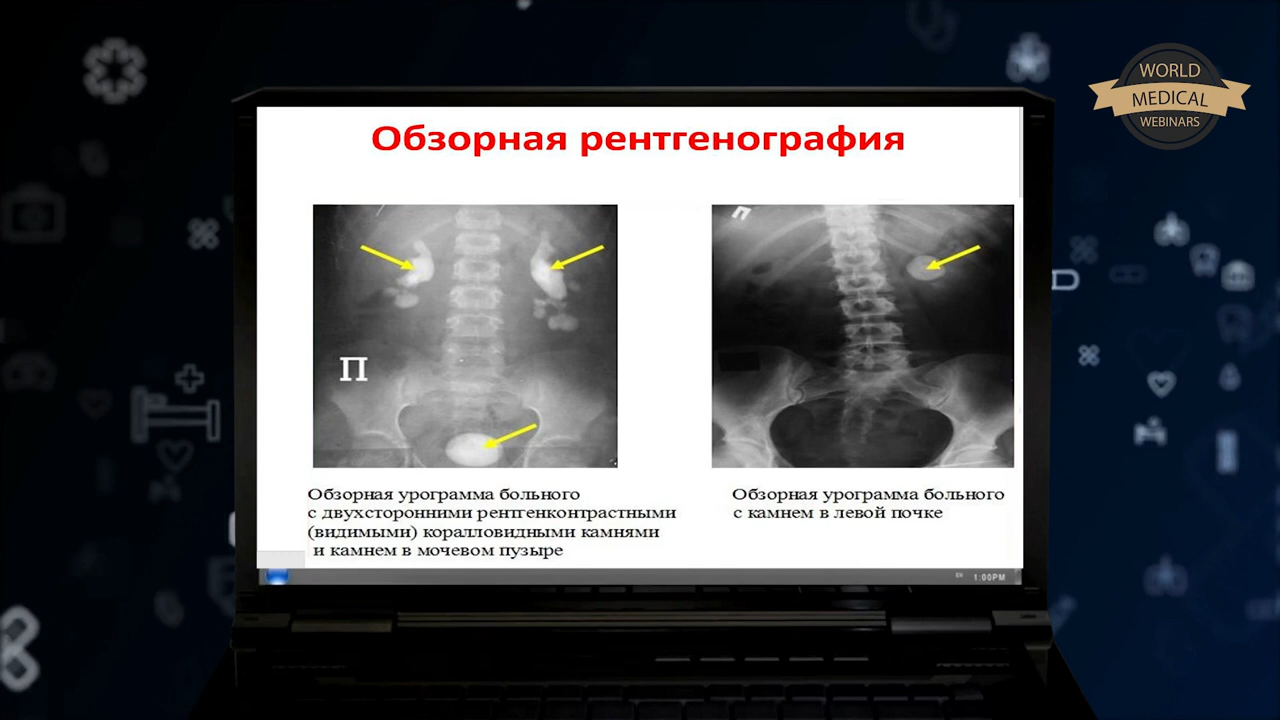 WORLD
MEDICAL
WEBINARS
Обзорная рентгенография
П
П
Обзорная урограмма больного
с двухсторонними рентгенконтрастными
(видимыми) коралловидными камнями
и камнем в мочевом пузыре
Обзорная урограмма больного
с камнем в левой почке
EN
1:00PM